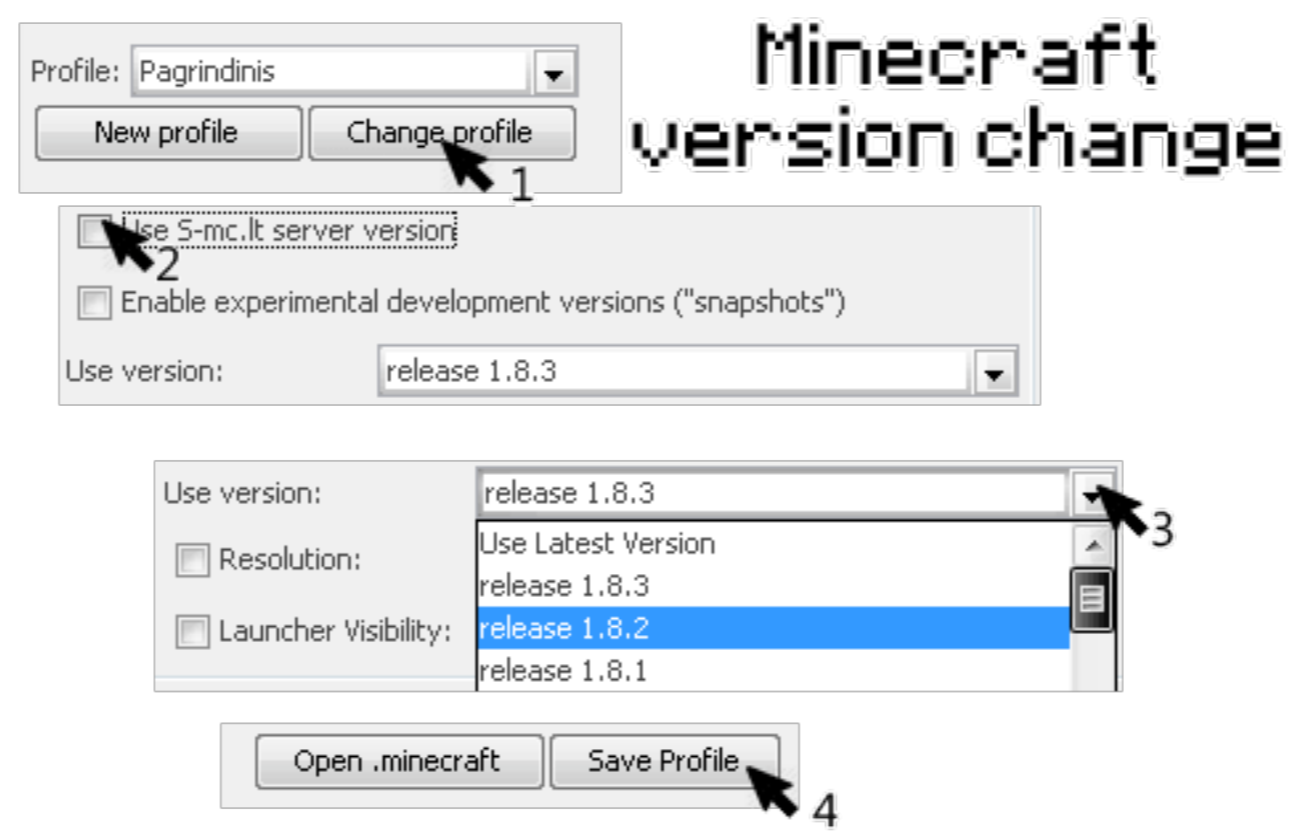 Minecraft
version change
Profile: Pagrindinis
New profile Change profile
1
Use S-mc.lt server version
2
Enable experimental development versions ("snapshots")
Use version: release 1.8.3
Use version: release 1.8.3
3
Use Latest Version
Resolution:
release 1.8.3
release 1.8.2
Launcher Visibility:
release 1.8.1
Open .minecraft Save Profile
4